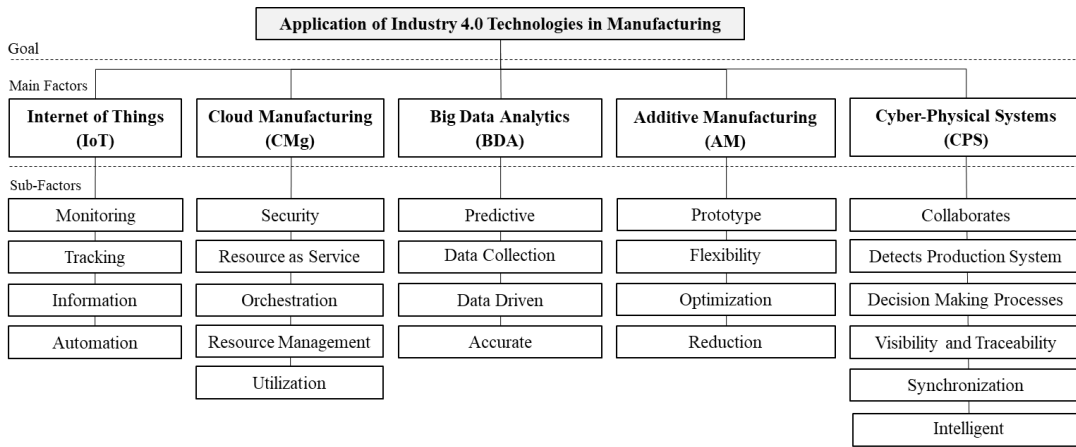 Application of Industry 4.0 Technologies in Manufacturing
Goal
Main Factors
Internet of Things
(IoT)
Cloud Manufacturing
(CMg)
Big Data Analytics
(BDA)
Additive Manufacturing
(AM)
Cyber-Physical Systems
(CPS)
Sub-Factors
Monitoring
Tracking
Information
Automation
Security
Resource as Service
Orchestration
Resource Management
Utilization
Predictive
Data Collection
Data Driven
Accurate
Prototype
Flexibility
Optimization
Reduction
Collaborates
Detects Production System
Decision Making Processes
Visibility and Traceability
Synchronization
Intelligent